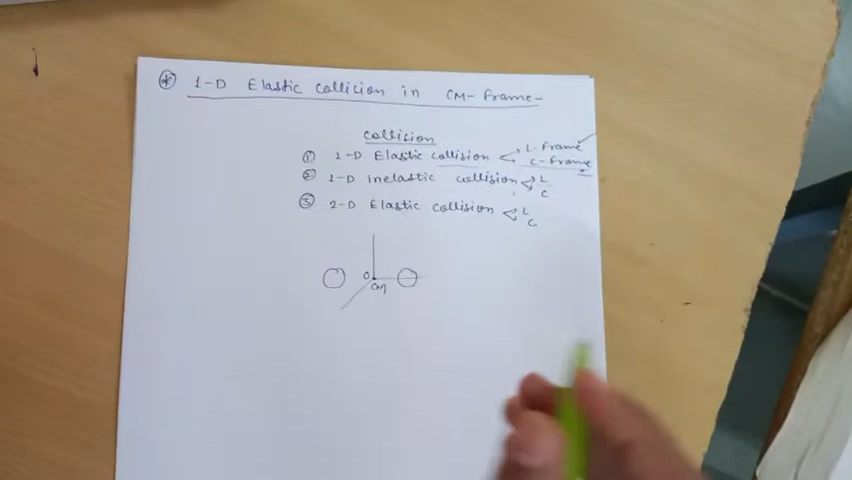 * 1-D Elastic Collicion in CM-Frame-
Collision
① 1-D Elastic collision < L-Frame
C-Frame
② 1-D inelastic collision < L
C
③ 2-D Elastic collision < L
C
O
CM